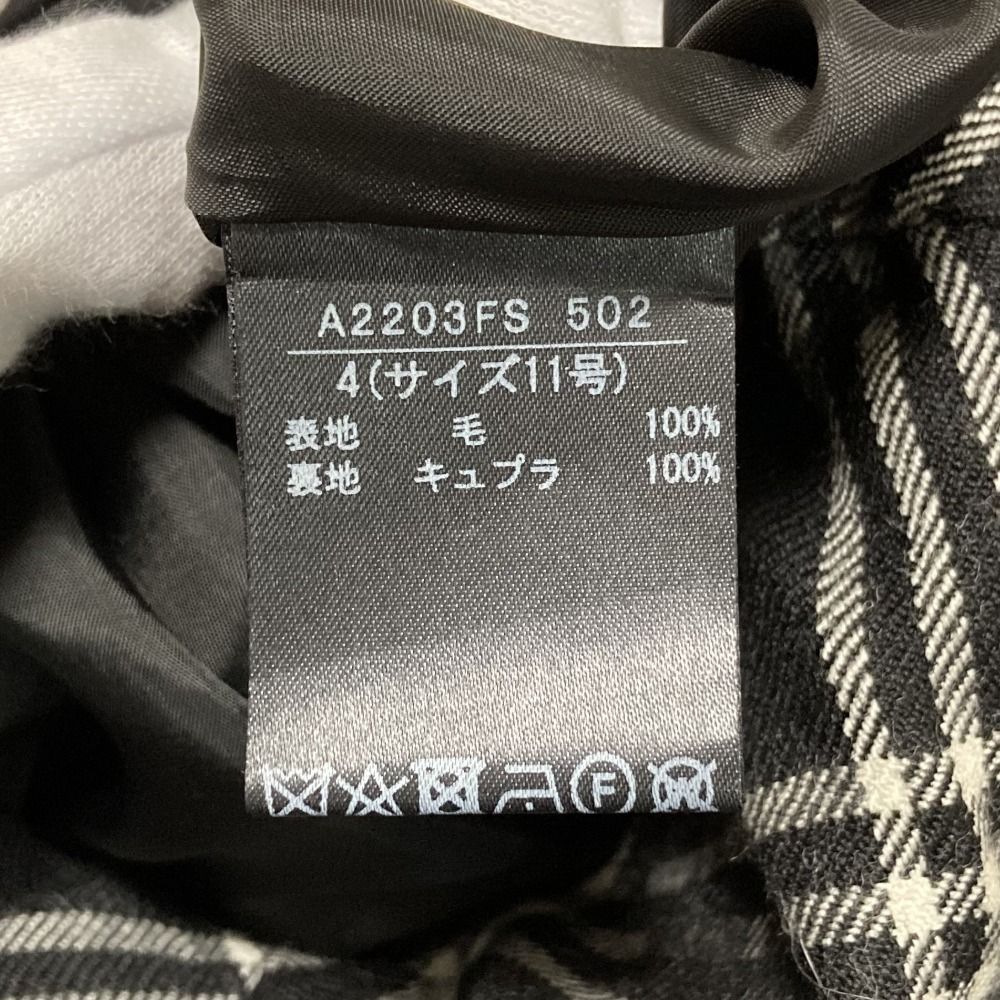 A2203FS 502
4(サイズ11号)
表地 毛 100%
裏地 キュプラ 100%
F